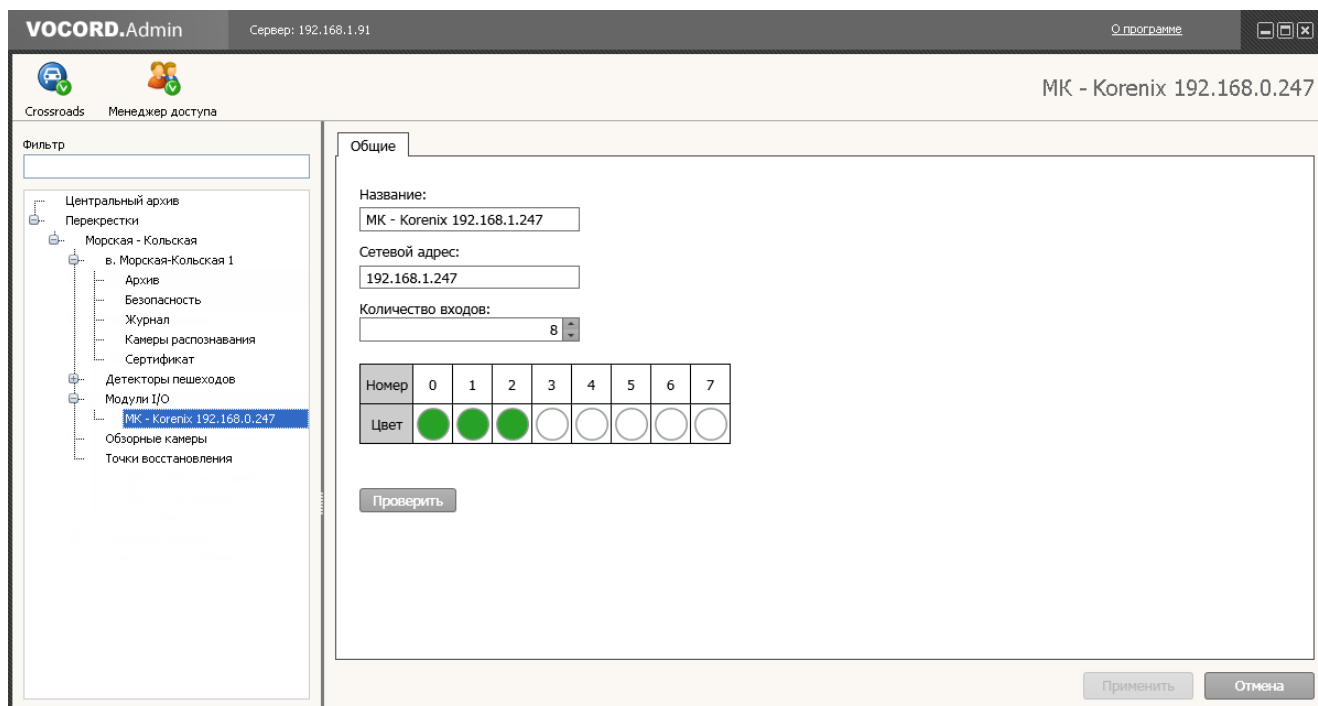 VOCORD.Admin
Сервер: 192.168.1.91
О программе
Crossroads
Менеджер доступа
МК - Korenix 192.168.0.247
Фильтр
Центральный архив
Перекрестки
Морская - Кольская
в. Морская-Кольская 1
Архив
Безопасность
Журнал
Камеры распознавания
Сертификат
Детекторы пешеходов
Модули I/O
МК - Korenix 192.168.0.247
Обзорные камеры
Точки восстановления
Общие
Название:
МК - Korenix 192.168.1.247
Сетевой адрес:
192.168.1.247
Количество входов:
8
Номер 0 1 2 3 4 5 6 7
Цвет
Проверить
Применить
Отмена